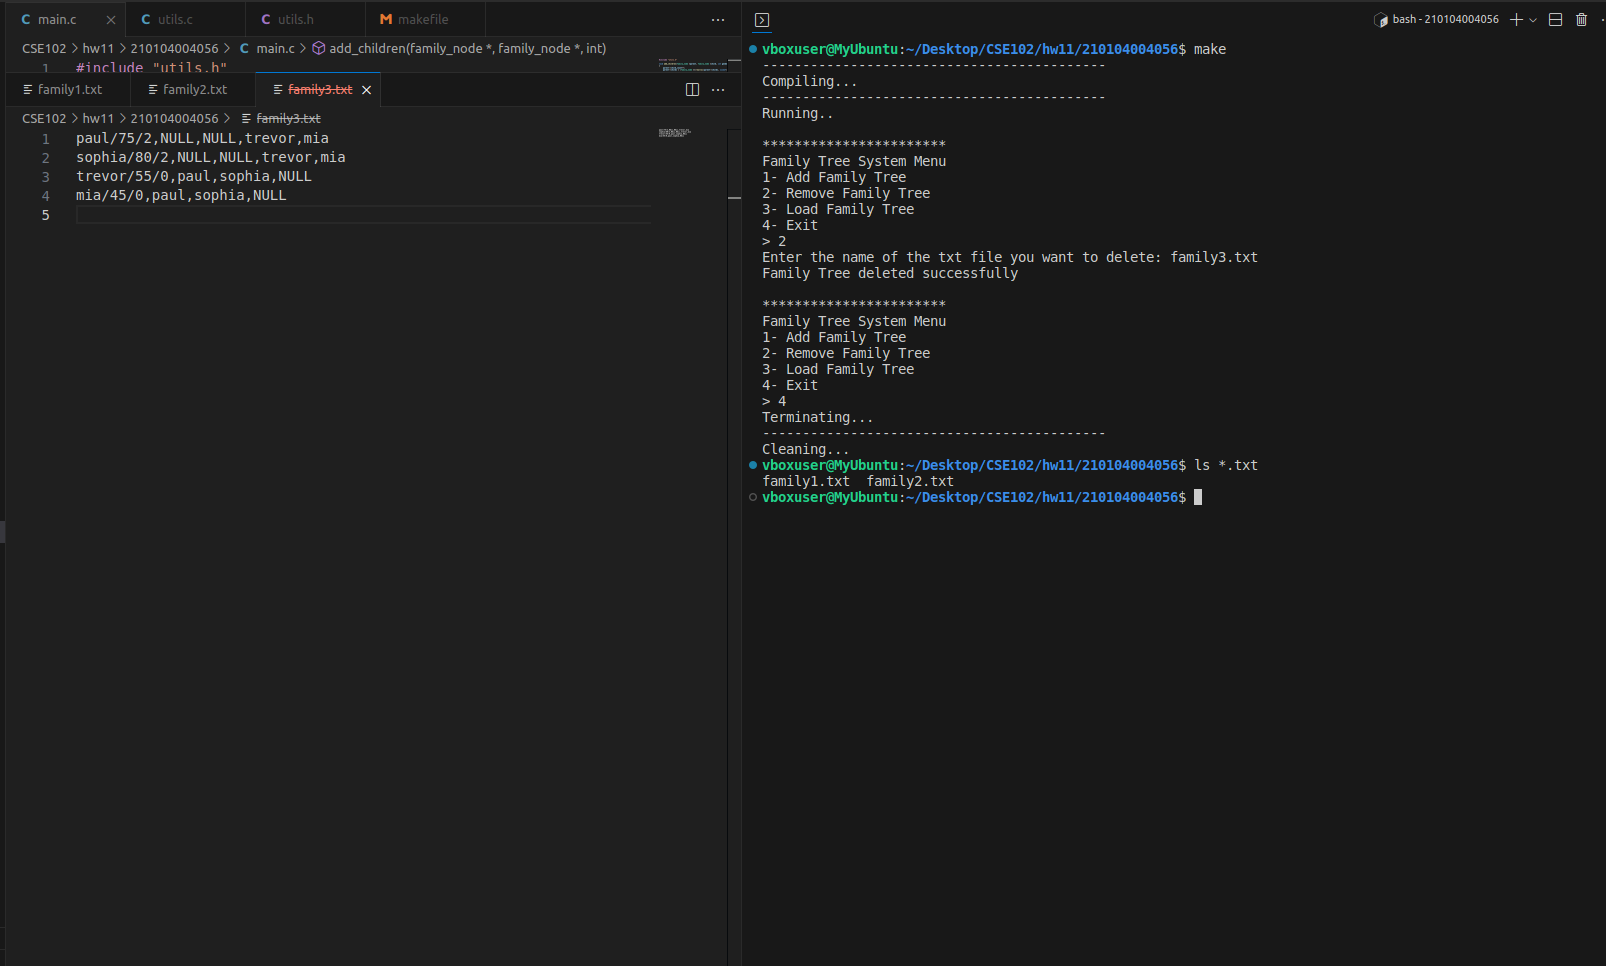 C main.c
C utils.c
C utils.h
M makefile
CSE102 > hw11 > 210104004056 > C main.c > add_children(family_node *, family_node *, int)
1 #include "utils.h"
family1.txt
family2.txt
family3.txt
CSE102 > hw11 > 210104004056 > family3.txt
1 paul/75/2,NULL,NULL,trevor,mia
2 sophia/80/2,NULL,NULL,trevor,mia
3 trevor/55/0,paul,sophia,NULL
4 mia/45/0,paul,sophia,NULL
5
bash - 210104004056
vboxuser@MyUbuntu:~/Desktop/CSE102/hw11/210104004056$ make
-------------------------------------------
Compiling...
-------------------------------------------
Running..
***********************
Family Tree System Menu
1- Add Family Tree
2- Remove Family Tree
3- Load Family Tree
4- Exit
> 2
Enter the name of the txt file you want to delete: family3.txt
Family Tree deleted successfully
***********************
Family Tree System Menu
1- Add Family Tree
2- Remove Family Tree
3- Load Family Tree
4- Exit
> 4
Terminating...
-------------------------------------------
Cleaning...
vboxuser@MyUbuntu:~/Desktop/CSE102/hw11/210104004056$ ls *.txt
family1.txt  family2.txt
vboxuser@MyUbuntu:~/Desktop/CSE102/hw11/210104004056$